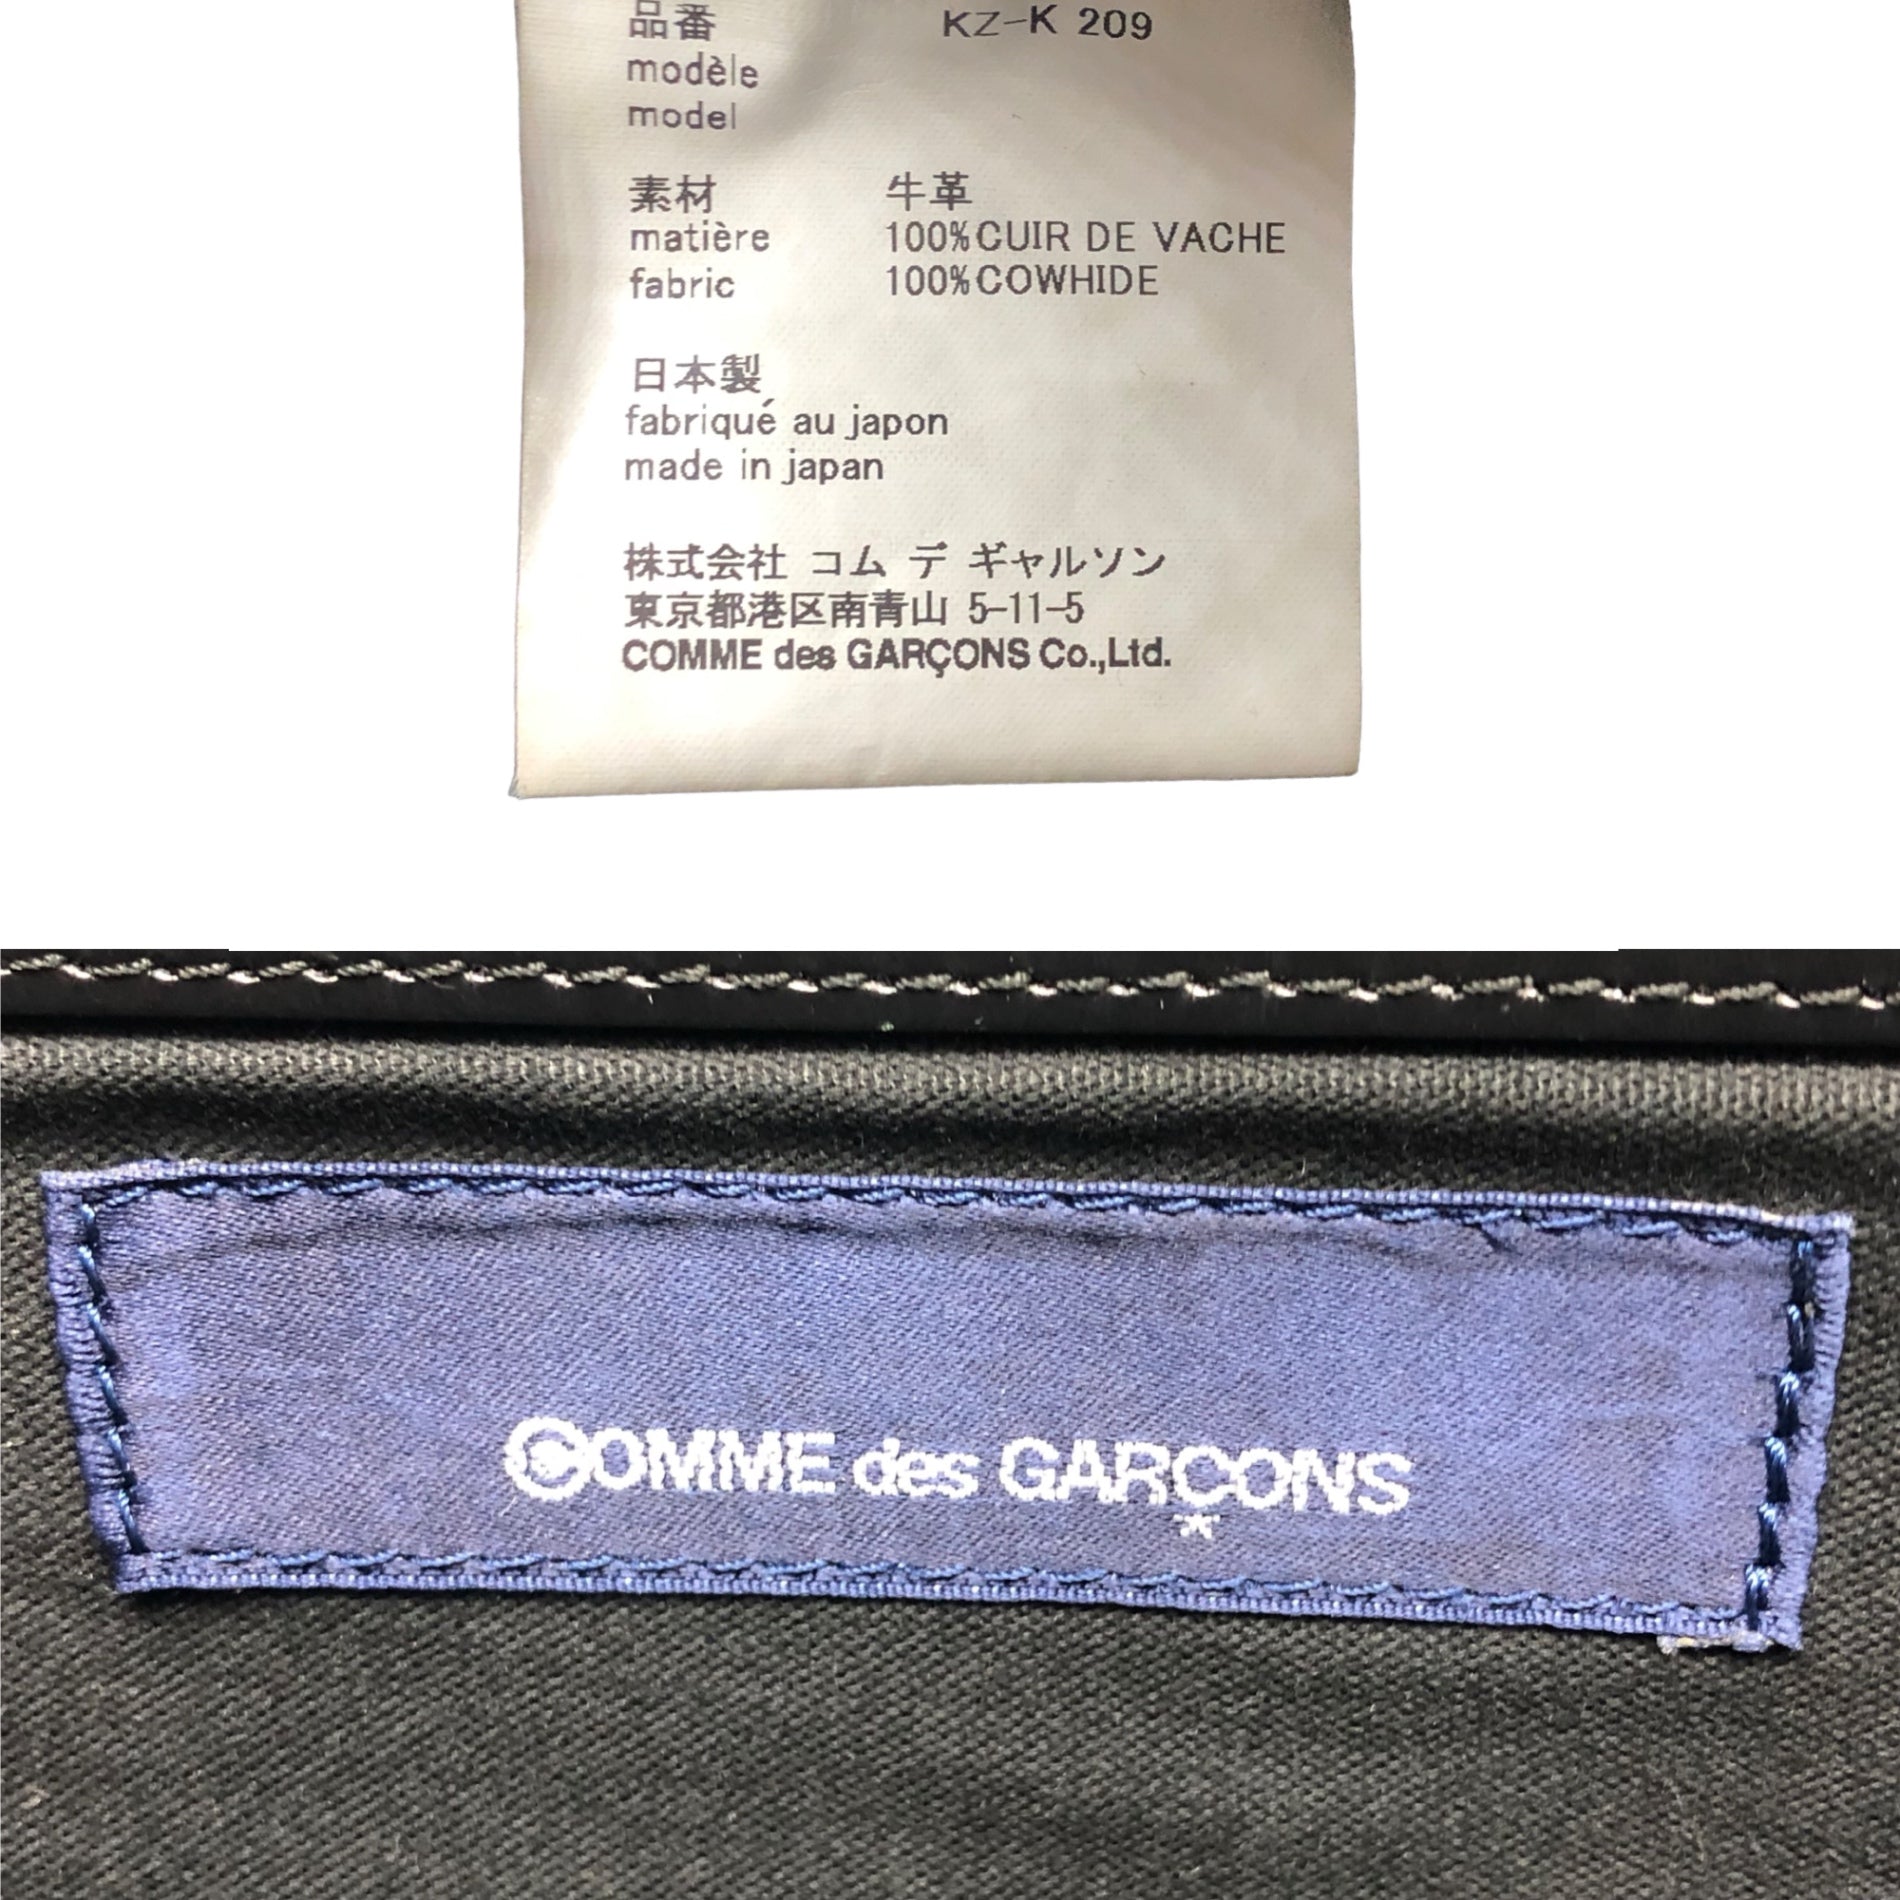 品番 KZ-K 209
modèle
model
素材 牛革
matière 100%CUIR DE VACHE
fabric 100%COWHIDE
日本製
fabriqué au japon
made in japan
株式会社 コム デ ギャルソン
東京都港区南青山 5-11-5
COMME des GARÇONS Co.,Ltd.
COMME des GARÇONS